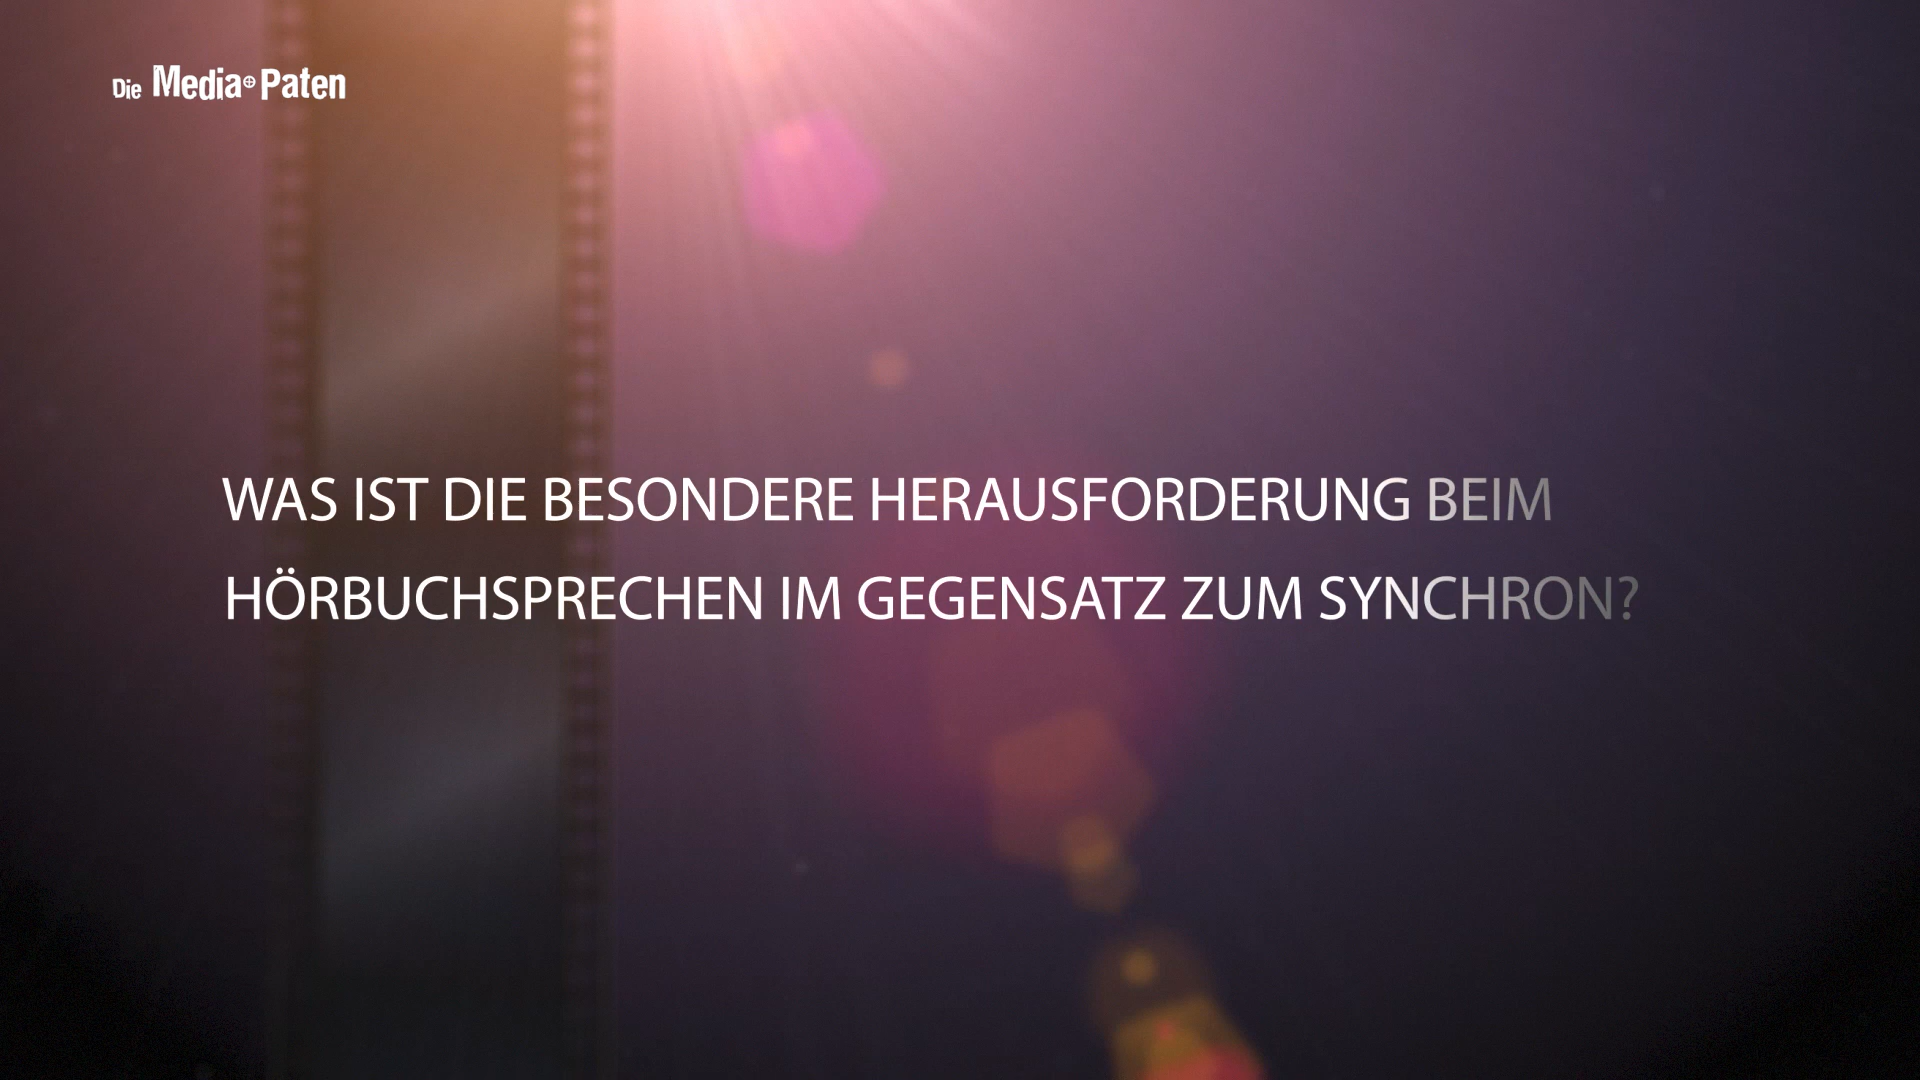 Die Media Paten
WAS IST DIE BESONDERE HERAUSFORDERUNG BEIM
HÖRBUCHSPRECHEN IM GEGENSATZ ZUM SYNCHRON?